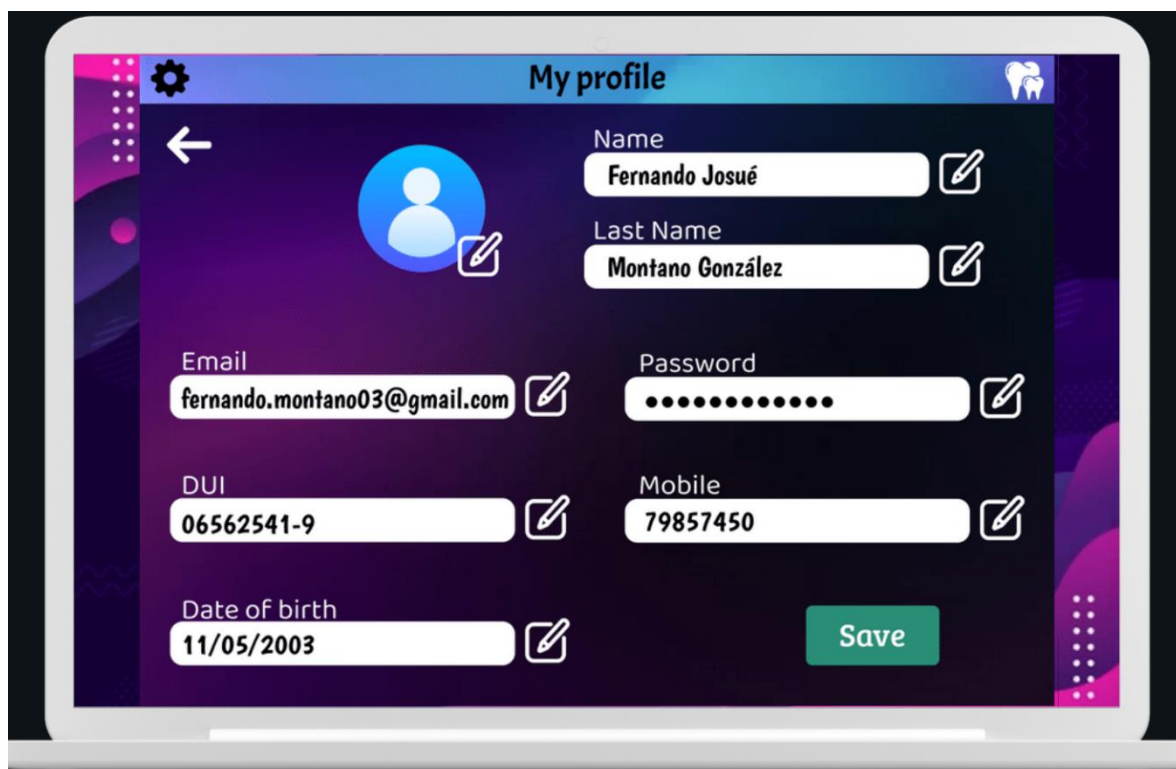 My profile
Name
Fernando Josué
Last Name
Montano González
Email
fernando.montano03@gmail.com
Password
●●●●●●●●●●●●
DUI
06562541-9
Mobile
79857450
Date of birth
11/05/2003
Save